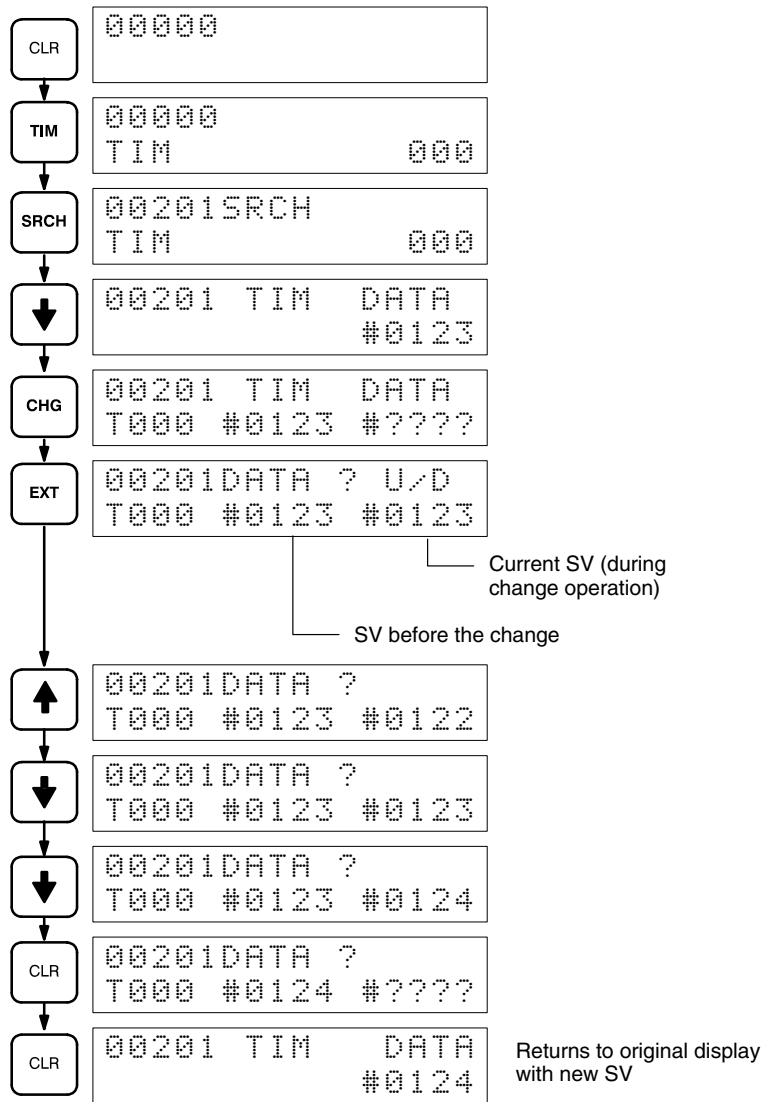 CLR
00000
TIM
00000
TIM 000
SRCH
00201SRCH
TIM 000
00201 TIM DATA
#0123
CHG
00201 TIM DATA
T000 #0123 #????
EXT
00201DATA ? U/D
T000 #0123 #0123
Current SV (during
change operation)
SV before the change
00201DATA ?
T000 #0123 #0122
00201DATA ?
T000 #0123 #0123
00201DATA ?
T000 #0123 #0124
CLR
00201DATA ?
T000 #0124 #????
CLR
00201 TIM DATA
#0124
Returns to original display
with new SV